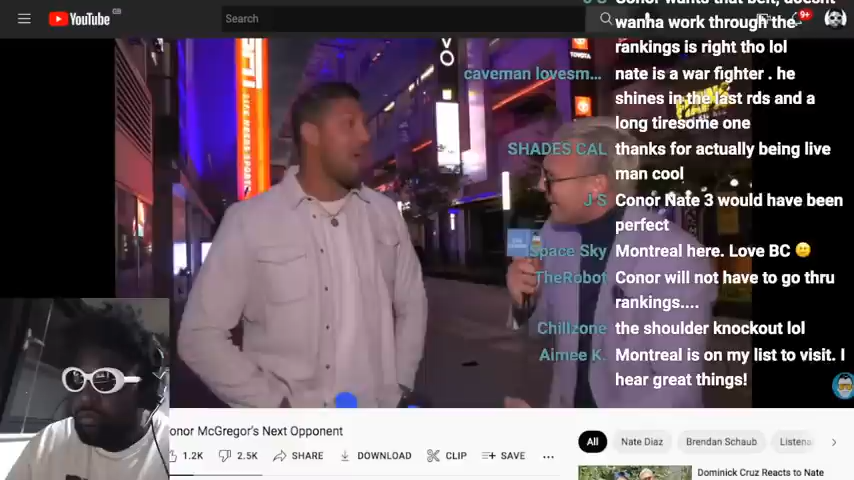 YouTube
GB
Search
9+
wanna work through the
rankings is right tho lol
caveman lovesm... nate is a war fighter . he
shines in the last rds and a
long tiresome one
SHADES CAL thanks for actually being live
man cool
J S Conor Nate 3 would have been
perfect
Space Sky Montreal here. Love BC
TheRobot Conor will not have to go thru
rankings....
Chillzone the shoulder knockout lol
Aimee K. Montreal is on my list to visit. I
hear great things!
TOYOTA
onor McGregor's Next Opponent
1.2K 2.5K SHARE DOWNLOAD CLIP SAVE ...
All Nate Diaz Brendan Schaub Listena
Dominick Cruz Reacts to Nate